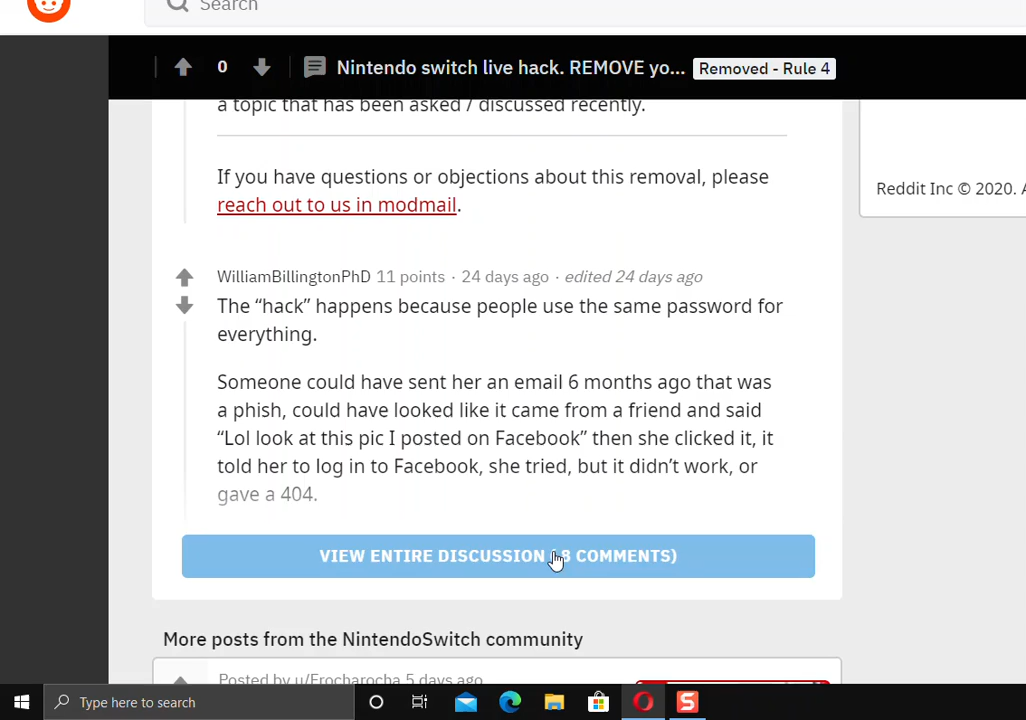 Search
0 Nintendo switch live hack. REMOVE yo... Removed - Rule 4
a topic that has been asked / discussed recently.
If you have questions or objections about this removal, please
reach out to us in modmail.
Reddit Inc © 2020. A
WilliamBillingtonPhD 11 points · 24 days ago · edited 24 days ago
The “hack” happens because people use the same password for
everything.
Someone could have sent her an email 6 months ago that was
a phish, could have looked like it came from a friend and said
“Lol look at this pic I posted on Facebook” then she clicked it, it
told her to log in to Facebook, she tried, but it didn’t work, or
gave a 404.
VIEW ENTIRE DISCUSSION COMMENTS)
More posts from the NintendoSwitch community
Posted by u/Frocharocha 5 days ago
Type here to search